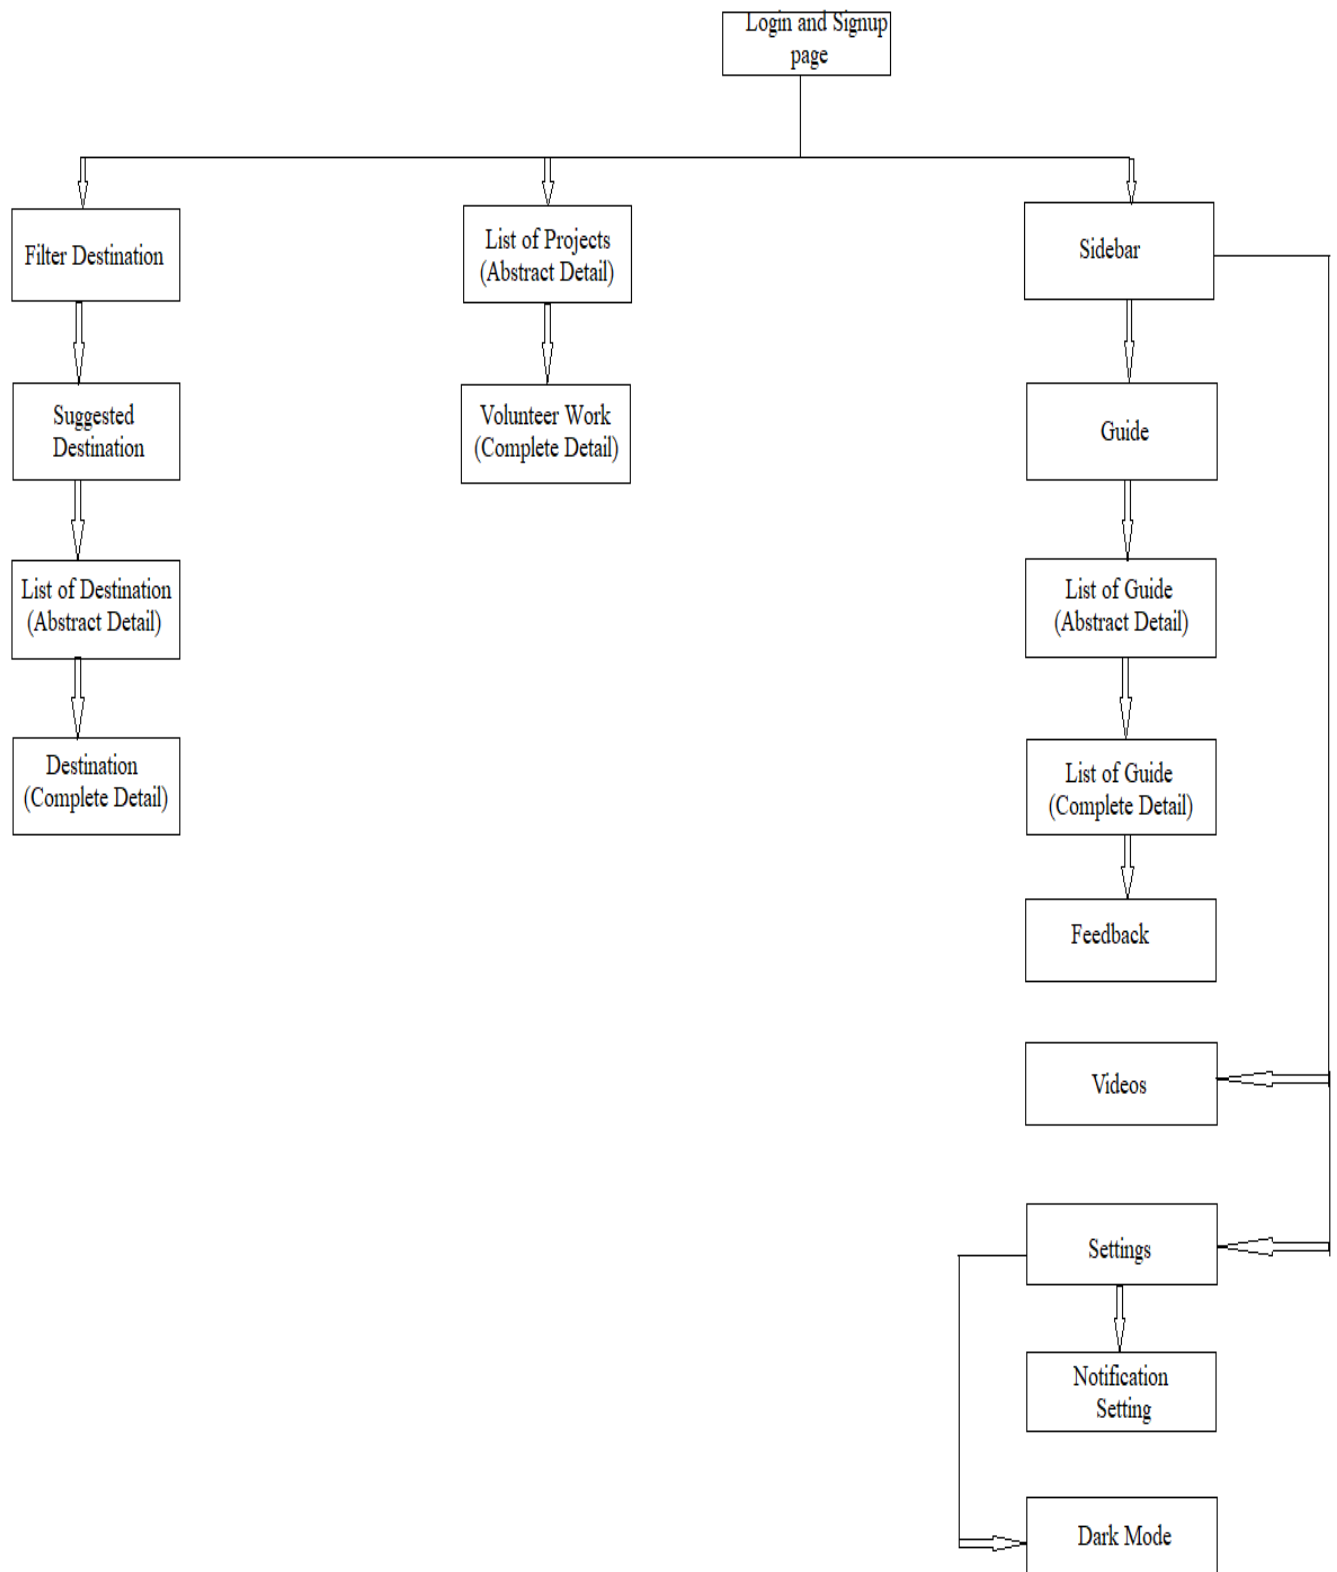 Login and Signup
page
Filter Destination
List of Projects
(Abstract Detail)
Sidebar
Suggested
Destination
Volunteer Work
(Complete Detail)
Guide
List of Destination
(Abstract Detail)
List of Guide
(Abstract Detail)
Destination
(Complete Detail)
List of Guide
(Complete Detail)
Feedback
Videos
Settings
Notification
Setting
Dark Mode